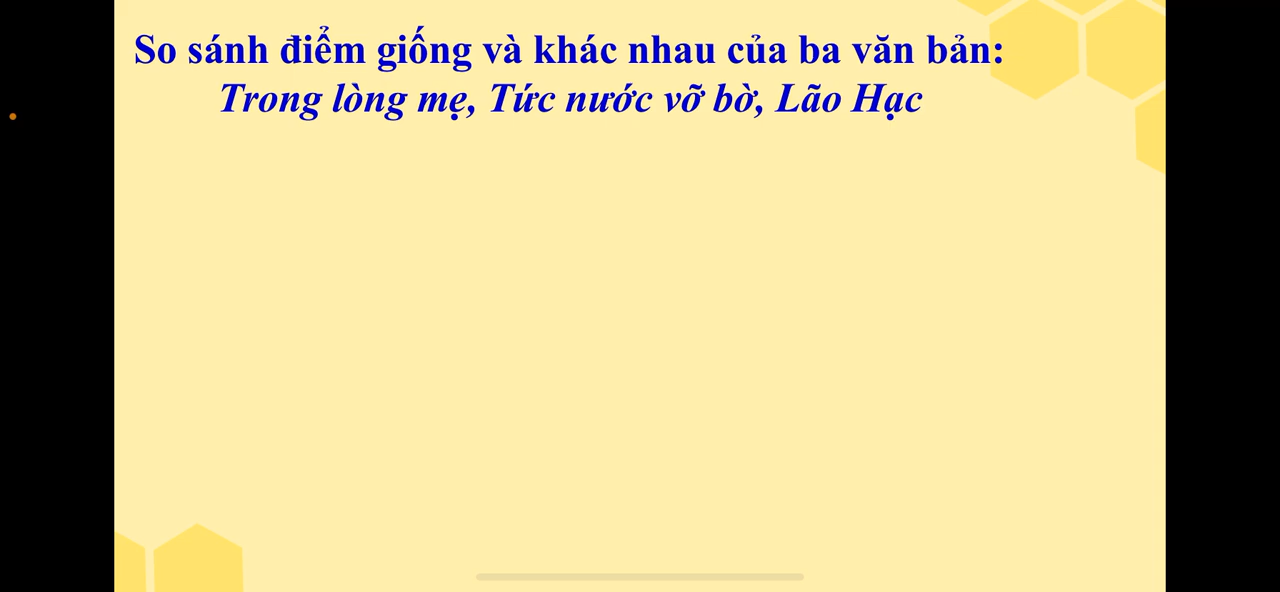 So sánh điểm giống và khác nhau của ba văn bản:
Trong lòng mẹ, Tức nước vỡ bờ, Lão Hạc